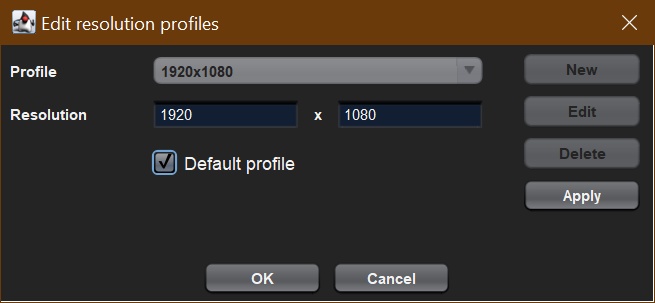 Edit resolution profiles
Profile 1920x1080 New
Resolution 1920 x 1080 Edit
Default profile Delete
Apply
OK Cancel